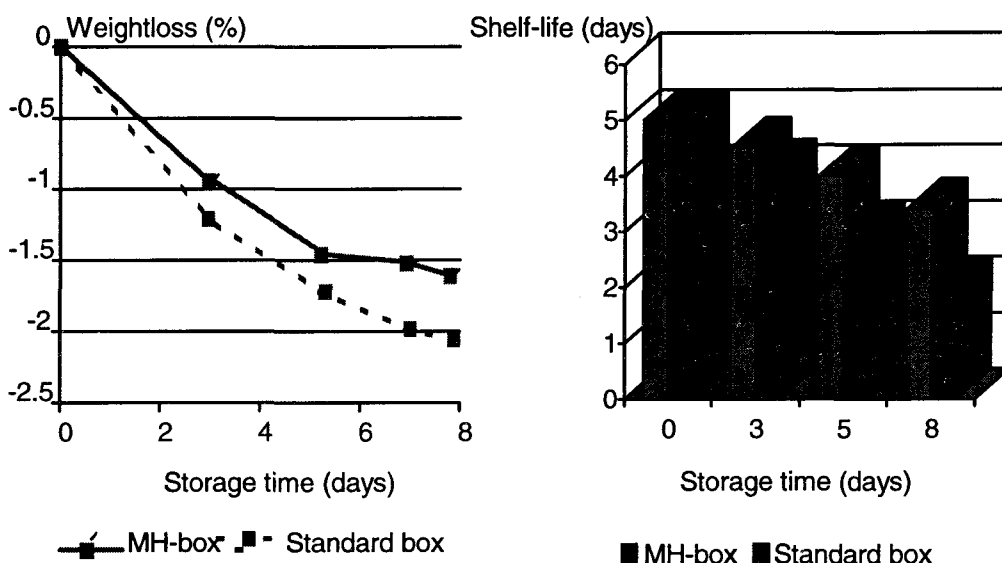 Weightloss (%)
0
-0.5
-1
-1.5
-2
-2.5
0 2 4 6 8
Storage time (days)
MH-box Standard box
Shelf-life (days)
6
5
4
3
2
1
0
0 3 5 8
Storage time (days)
MH-box Standard box